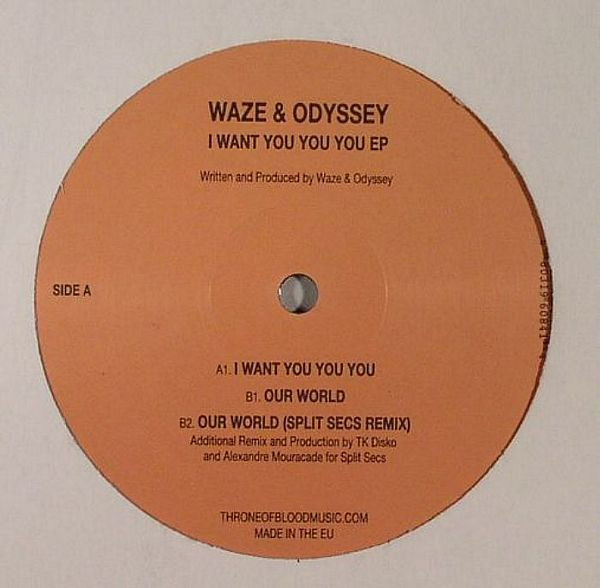 WAZE & ODYSSEY
I WANT YOU YOU YOU EP
Written and Produced by Waze & Odyssey
SIDE A
A1. I WANT YOU YOU YOU
B1. OUR WORLD
B2. OUR WORLD (SPLIT SECS REMIX)
Additional Remix and Production by TK Disko
and Alexandre Mouracade for Split Secs
THRONEOFBLOODMUSIC.COM
MADE IN THE EU